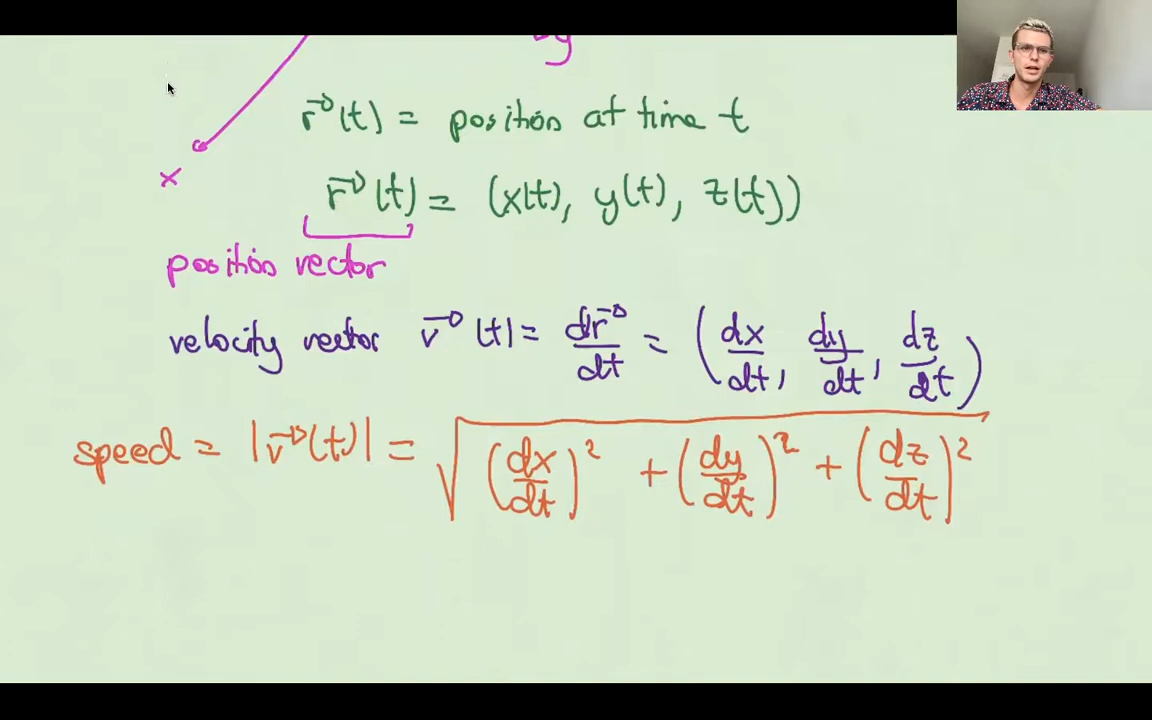 y
r⃗(t) = position at time t
x
r⃗(t) = (x(t), y(t), z(t))
position vector
velocity vector v⃗(t) = dr⃗/dt = (dx/dt, dy/dt, dz/dt)
speed = |v⃗(t)| = √((dx/dt)² + (dy/dt)² + (dz/dt)²)